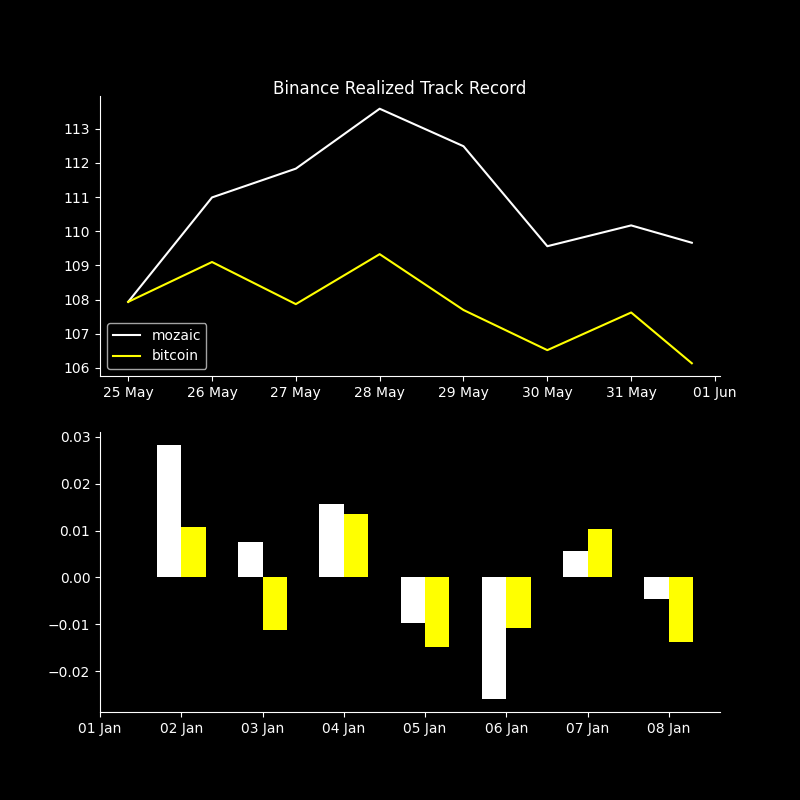 Binance Realized Track Record
113
112
111
110
109
108
107
106
mozaic
bitcoin
25 May 26 May 27 May 28 May 29 May 30 May 31 May 01 Jun
0.03
0.02
0.01
0.00
−0.01
−0.02
01 Jan 02 Jan 03 Jan 04 Jan 05 Jan 06 Jan 07 Jan 08 Jan